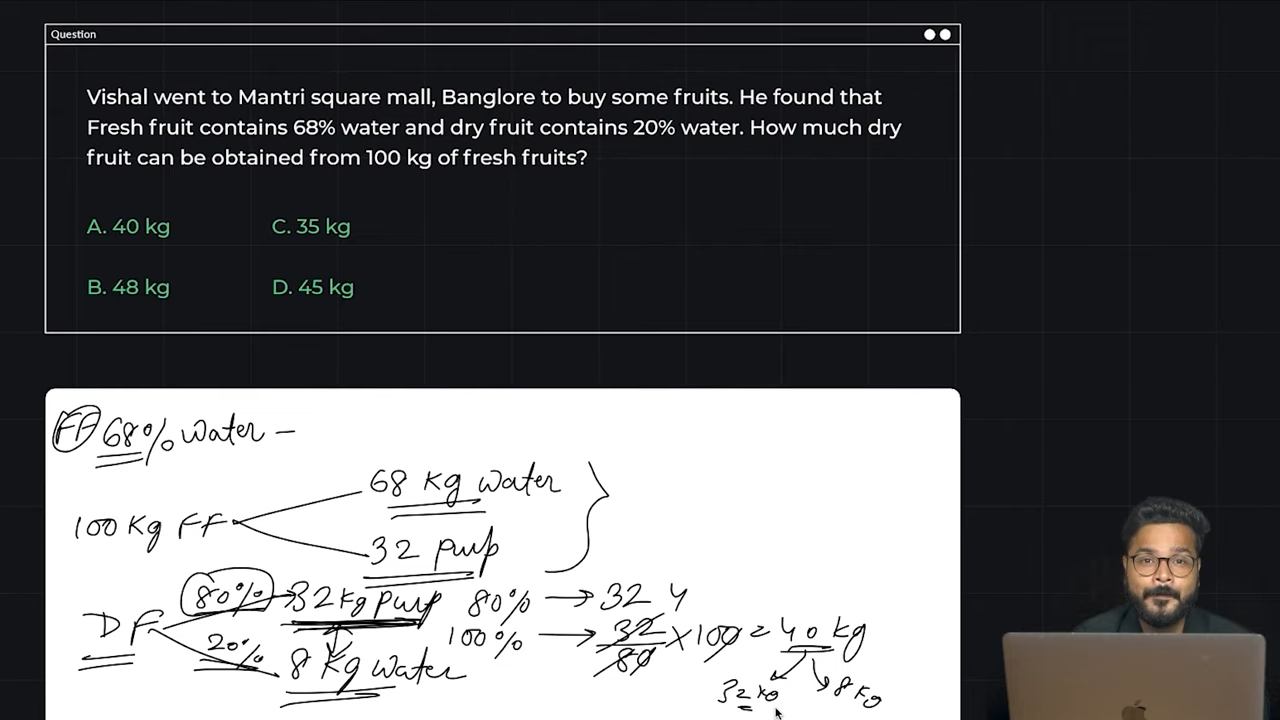 Question
Vishal went to Mantri square mall, Banglore to buy some fruits. He found that
Fresh fruit contains 68% water and dry fruit contains 20% water. How much dry
fruit can be obtained from 100 kg of fresh fruits?
A. 40 kg
C. 35 kg
B. 48 kg
D. 45 kg
FF 68% water -
68 kg water
100 Kg FF
32 pulp
DF 80% 32 kg pulp 80% → 32 4
20% 8 Kg water
100% → 32/80 × 100 = 40 kg
32 kg 8 kg